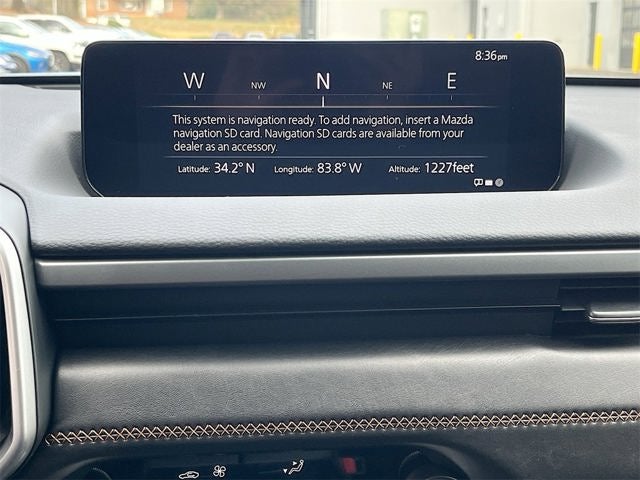 8:36pm
W NW N NE E
This system is navigation ready. To add navigation, insert a Mazda
navigation SD card. Navigation SD cards are available from your
dealer as an accessory.
Latitude: 34.2° N Longitude: 83.8° W Altitude: 1227feet